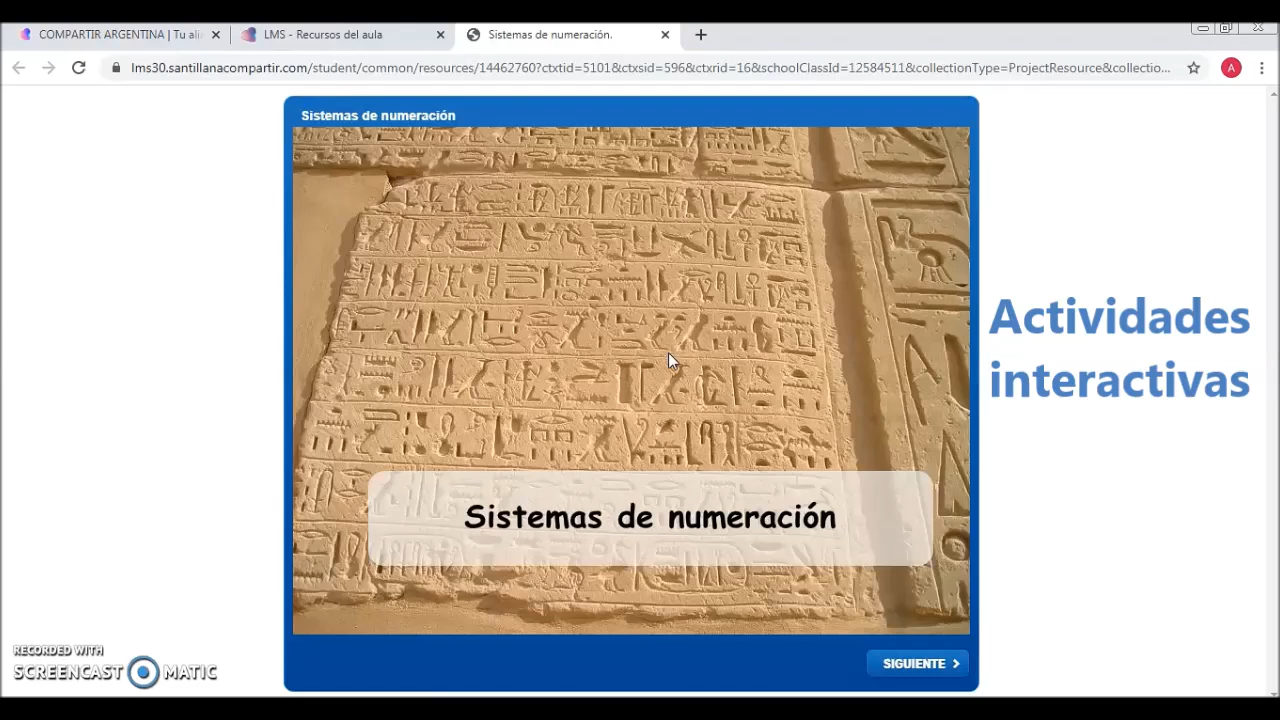 COMPARTIR ARGENTINA | Tu ali
LMS - Recursos del aula
Sistemas de numeración.
lms30.santillanacompartir.com/student/common/resources/14462760?ctxtid=5101&ctxsid=596&ctxrid=16&schoolClassId=12584511&collectionType=ProjectResource&collectio...
A
Sistemas de numeración
Actividades
interactivas
Sistemas de numeración
SIGUIENTE
RECORDED WITH
SCREENCAST MATIC